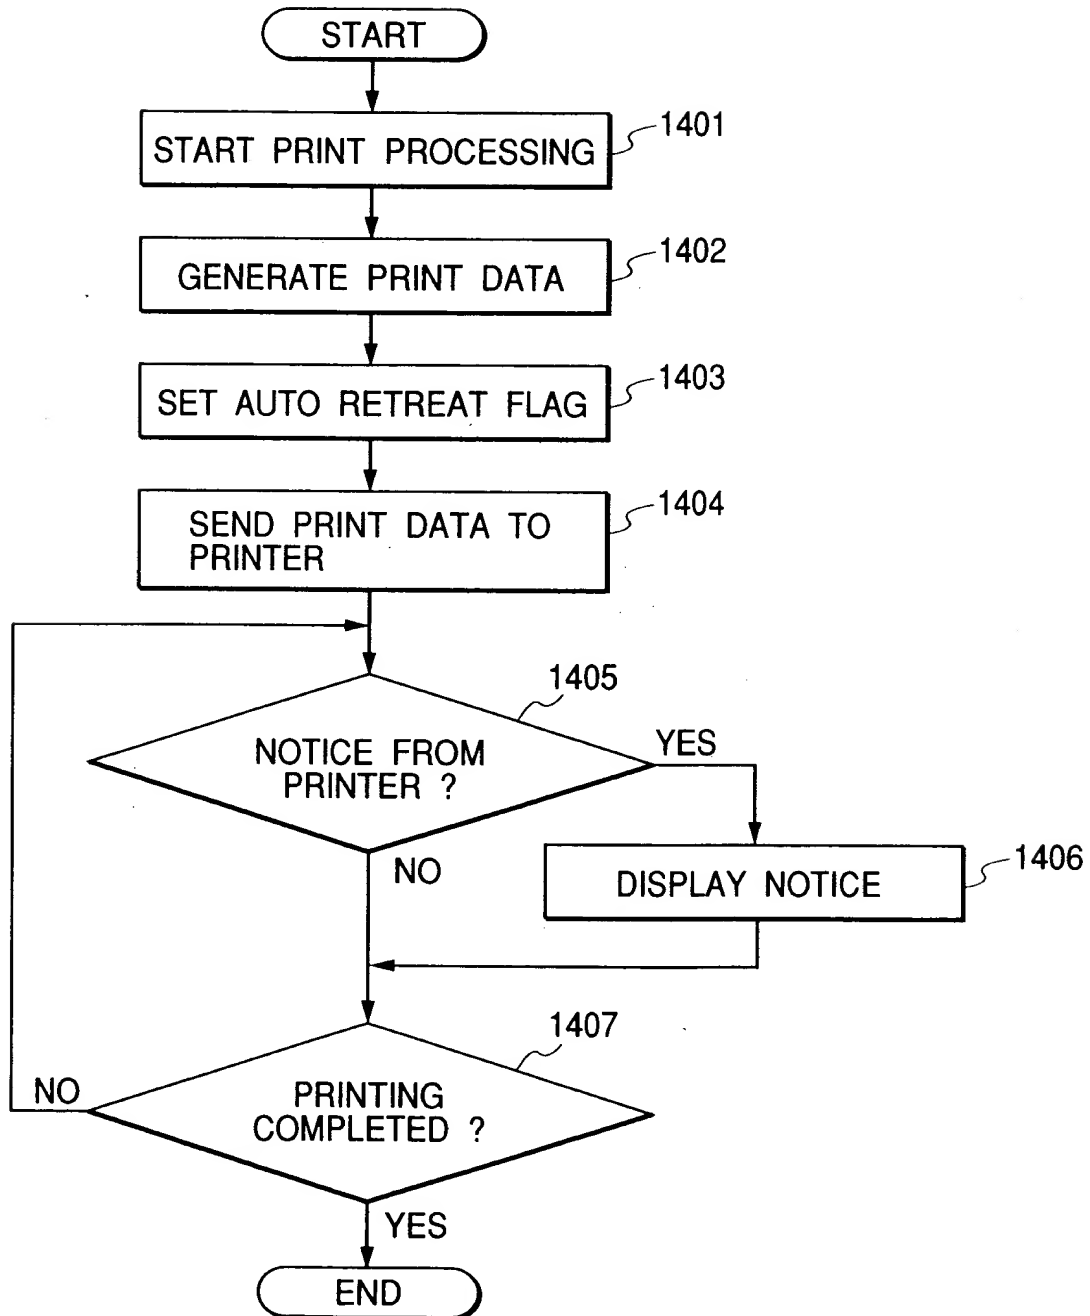 START
START PRINT PROCESSING
1401
GENERATE PRINT DATA
1402
SET AUTO RETREAT FLAG
1403
SEND PRINT DATA TO
PRINTER
1404
1405
NOTICE FROM
PRINTER ?
YES
NO
DISPLAY NOTICE
1406
1407
PRINTING
COMPLETED ?
NO
YES
END